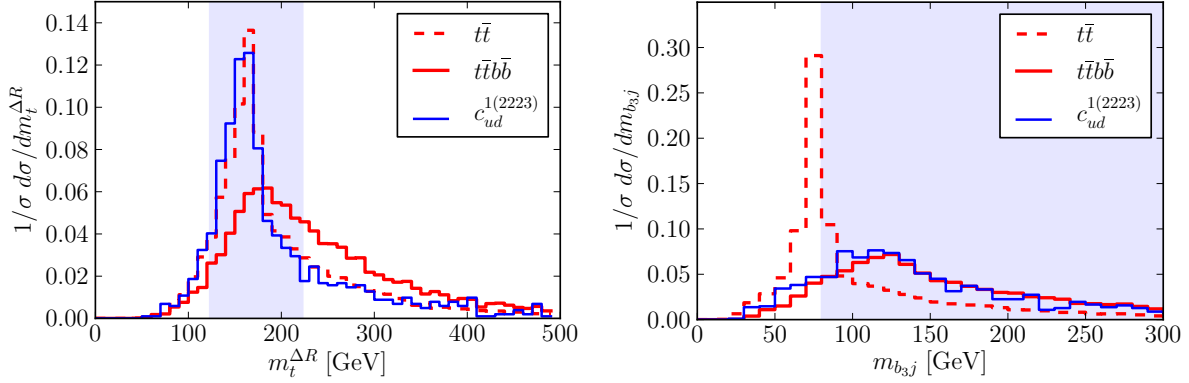 1/σ dσ/dm_t^{ΔR}
0.14
0.12
0.10
0.08
0.06
0.04
0.02
0.00
0 100 200 300 400 500
m_t^{ΔR} [GeV]
tt̄
tt̄bb̄
c_{ud}^{1(2223)}
1/σ dσ/dm_{b_3j}
0.30
0.25
0.20
0.15
0.10
0.05
0.00
0 50 100 150 200 250 300
m_{b_3j} [GeV]
tt̄
tt̄bb̄
c_{ud}^{1(2223)}